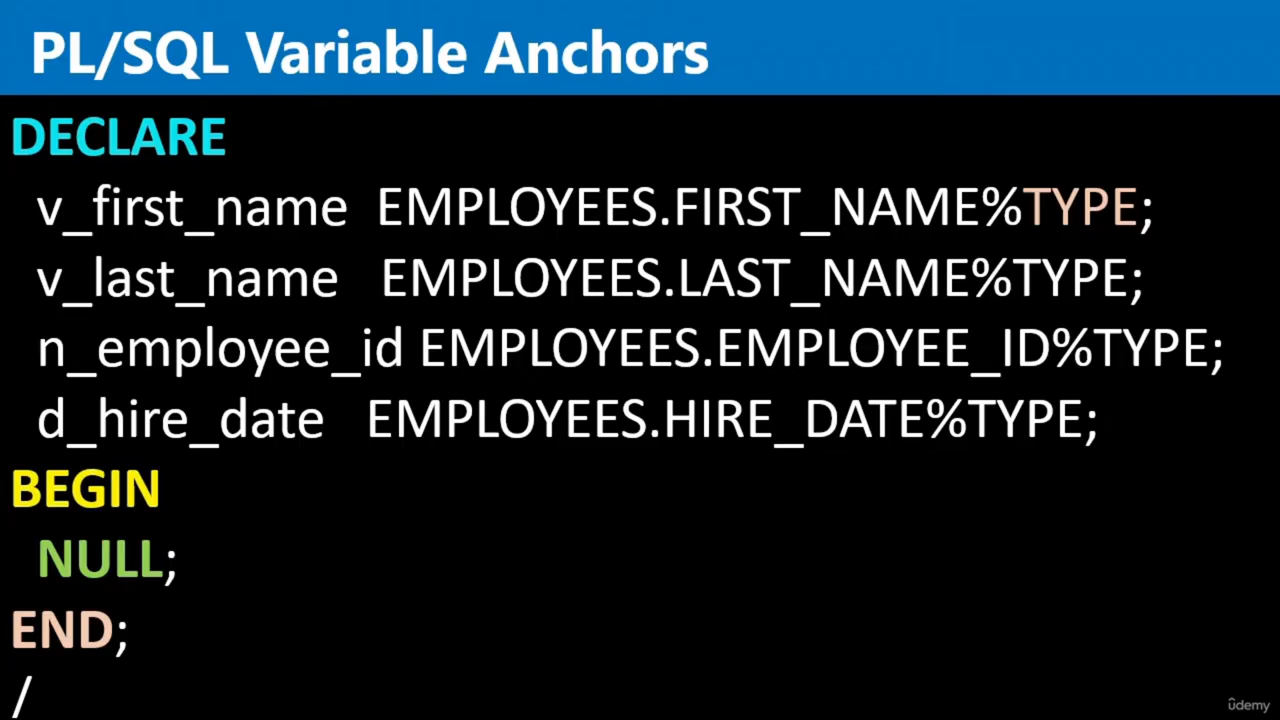 PL/SQL Variable Anchors
DECLARE
v_first_name EMPLOYEES.FIRST_NAME%TYPE;
v_last_name EMPLOYEES.LAST_NAME%TYPE;
n_employee_id EMPLOYEES.EMPLOYEE_ID%TYPE;
d_hire_date EMPLOYEES.HIRE_DATE%TYPE;
BEGIN
NULL;
END;
/
ûdemy